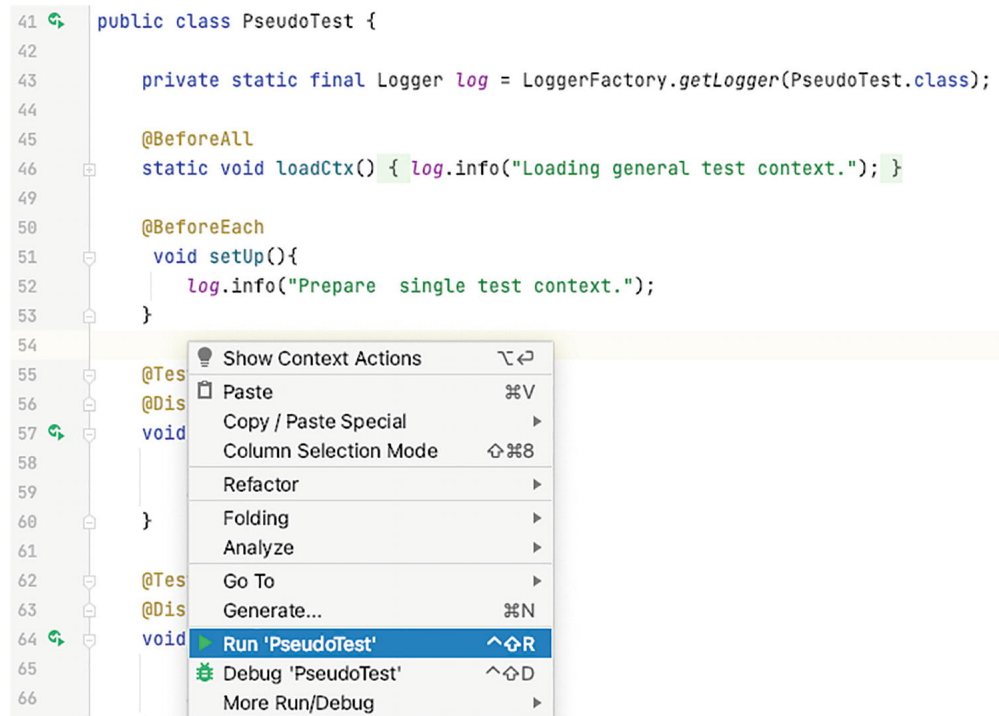 41 public class PseudoTest {
42
43 private static final Logger log = LoggerFactory.getLogger(PseudoTest.class);
44
45 @BeforeAll
46 static void loadCtx() { log.info("Loading general test context."); }
49
50 @BeforeEach
51 void setUp(){
52 log.info("Prepare  single test context.");
53 }
54
Show Context Actions ⌥⏎
55 @Tes
Paste ⌘V
56 @Dis
Copy / Paste Special
57 void
Column Selection Mode ⇧⌘8
58
59
Refactor
60 }
Folding
61
Analyze
62 @Tes
Go To
63 @Dis
Generate... ⌘N
64 void
Run 'PseudoTest' ^⇧R
65
Debug 'PseudoTest' ^⇧D
66
More Run/Debug